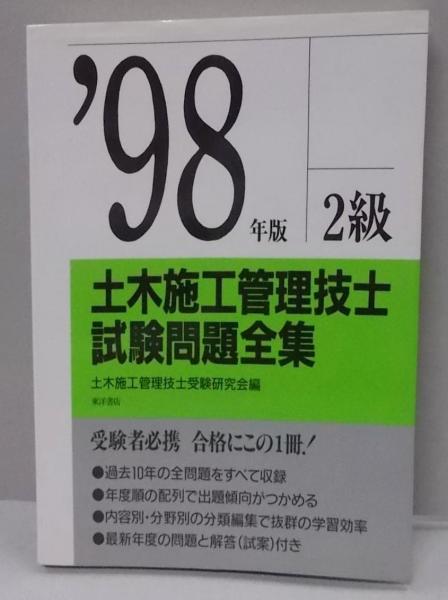 '98年版
2級
土木施工管理技士
試験問題全集
土木施工管理技士受験研究会編
東洋書店
受験者必携 合格にこの1冊!
●過去10年の全問題をすべて収録
●年度順の配列で出題傾向がつかめる
●内容別・分野別の分類編集で抜群の学習効率
●最新年度の問題と解答(試案)付き